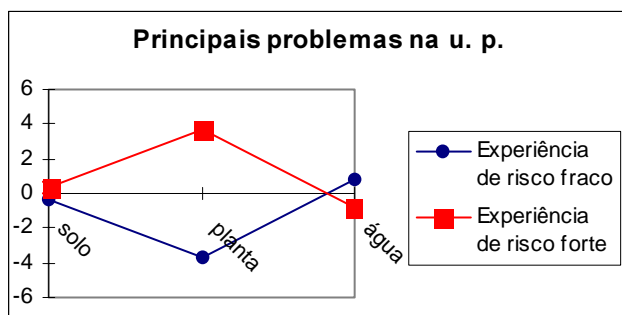 Principais problemas na u. p.
6
4
2
0
-2
-4
-6
solo
planta
água
Experiência
de risco fraco
Experiência
de risco forte